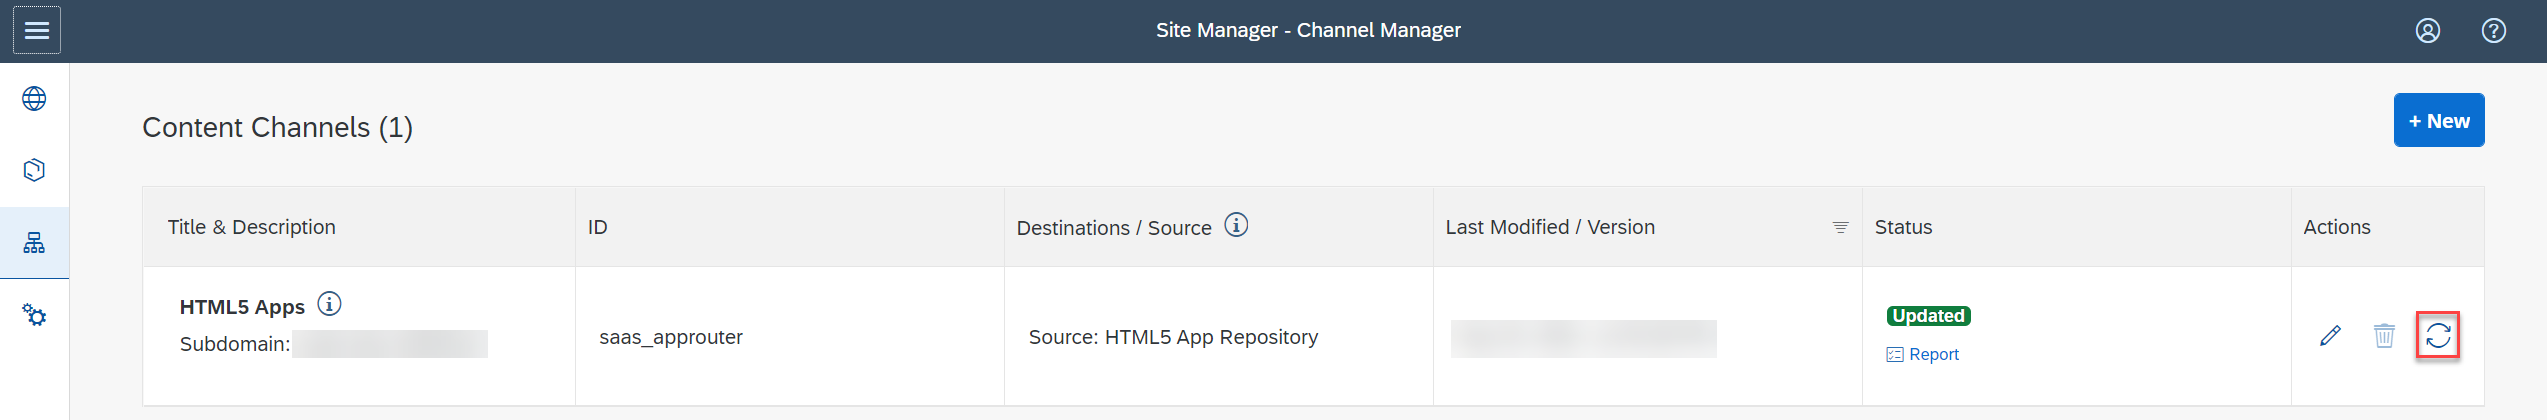 Site Manager - Channel Manager
Content Channels (1)
+ New
Title & Description
ID
Destinations / Source
Last Modified / Version
Status
Actions
HTML5 Apps
Subdomain:
saas_approuter
Source: HTML5 App Repository
Updated
Report